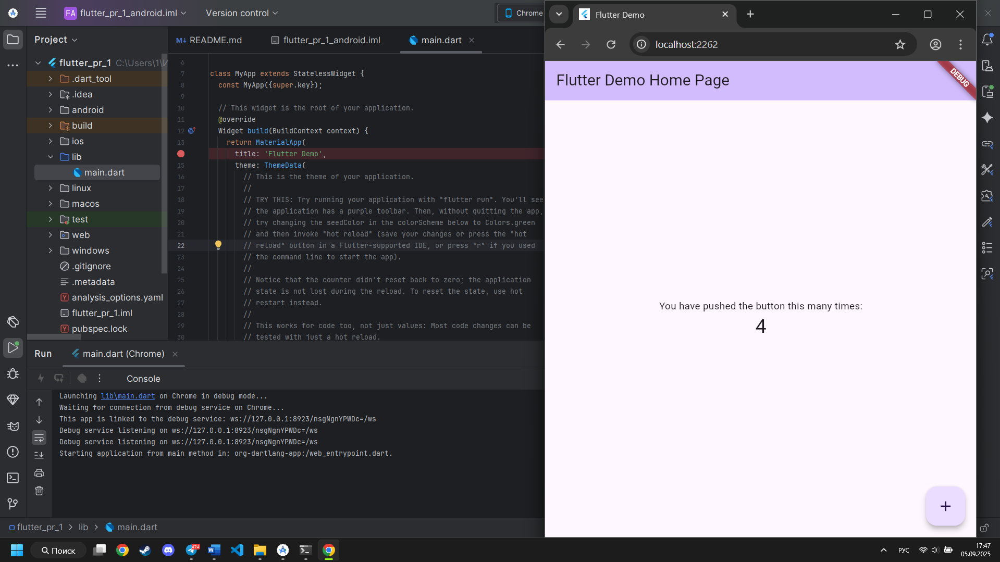 FA flutter_pr_1_android.iml
Version control
Chrome
Project
README.md
flutter_pr_1_android.iml
main.dart
flutter_pr_1 C:\Users\1\
.dart_tool
.idea
android
build
ios
lib
main.dart
linux
macos
test
web
windows
.gitignore
.metadata
analysis_options.yaml
flutter_pr_1.iml
pubspec.lock
6
7 class MyApp extends StatelessWidget {
8 const MyApp({super.key});
9
10 // This widget is the root of your application.
11 @override
12 Widget build(BuildContext context) {
13 return MaterialApp(
title: 'Flutter Demo',
15 theme: ThemeData(
16 // This is the theme of your application.
17 //
18 // TRY THIS: Try running your application with "flutter run". You'll see
19 // the application has a purple toolbar. Then, without quitting the app,
20 // try changing the seedColor in the colorScheme below to Colors.green
21 // and then invoke "hot reload" (save your changes or press the "hot
22 // reload" button in a Flutter-supported IDE, or press "r" if you used
23 // the command line to start the app).
24 //
25 // Notice that the counter didn't reset back to zero; the application
26 // state is not lost during the reload. To reset the state, use hot
27 // restart instead.
28 //
29 // This works for code too, not just values: Most code changes can be
30 // tested with just a hot reload.
Run
main.dart (Chrome)
Console
Launching lib\main.dart on Chrome in debug mode...
Waiting for connection from debug service on Chrome...
This app is linked to the debug service: ws://127.0.0.1:8923/nsgNgnYPWDc=/ws
Debug service listening on ws://127.0.0.1:8923/nsgNgnYPWDc=/ws
Debug service listening on ws://127.0.0.1:8923/nsgNgnYPWDc=/ws
Starting application from main method in: org-dartlang-app:/web_entrypoint.dart.
flutter_pr_1 > lib > main.dart
Flutter Demo
localhost:2262
Flutter Demo Home Page
DEBUG
You have pushed the button this many times:
4
Поиск
474
РУС
17:47
05.09.2025